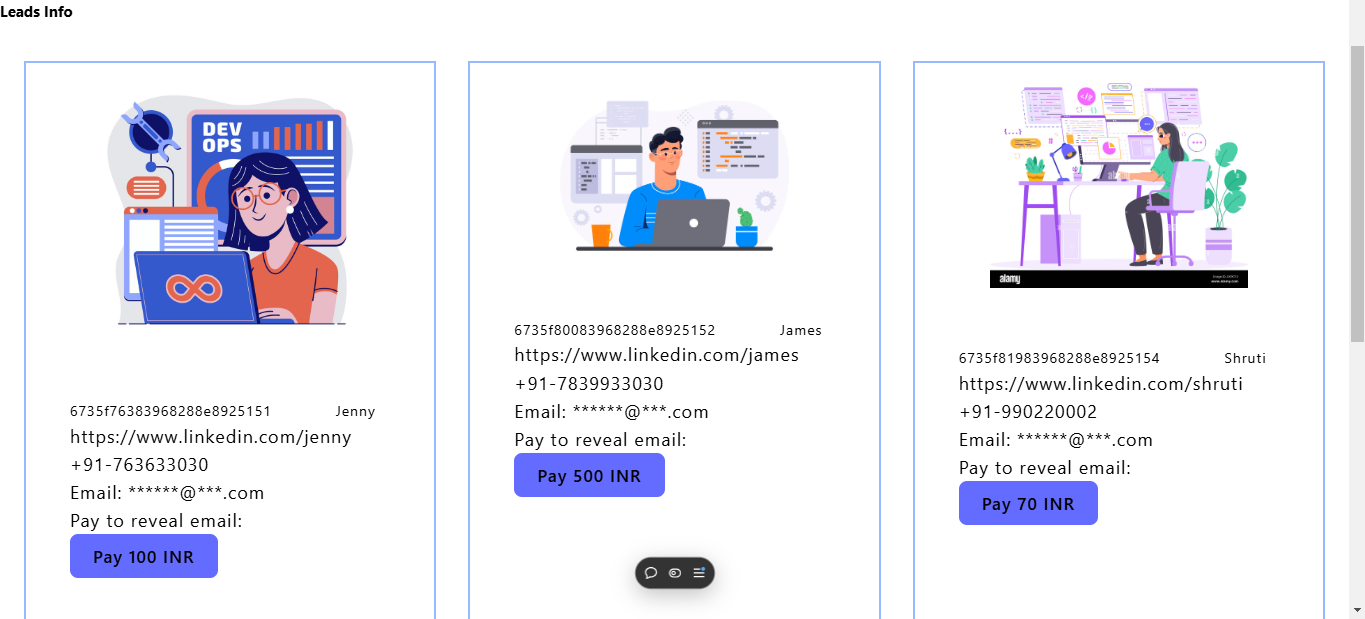 Leads Info
DEV
OPS
6735f76383968288e8925151 Jenny
https://www.linkedin.com/jenny
+91-763633030
Email: ******@***.com
Pay to reveal email:
Pay 100 INR
6735f80083968288e8925152 James
https://www.linkedin.com/james
+91-7839933030
Email: ******@***.com
Pay to reveal email:
Pay 500 INR
</>
{...}
alamy
www.alamy.com
6735f81983968288e8925154 Shruti
https://www.linkedin.com/shruti
+91-990220002
Email: ******@***.com
Pay to reveal email:
Pay 70 INR